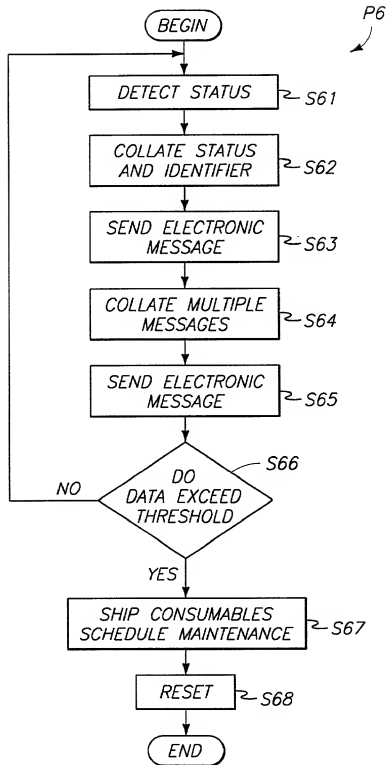 P6
BEGIN
DETECT STATUS
S61
COLLATE STATUS
AND IDENTIFIER
S62
SEND ELECTRONIC
MESSAGE
S63
COLLATE MULTIPLE
MESSAGES
S64
SEND ELECTRONIC
MESSAGE
S65
S66
DO
DATA EXCEED
THRESHOLD
NO
YES
SHIP CONSUMABLES
SCHEDULE MAINTENANCE
S67
RESET
S68
END